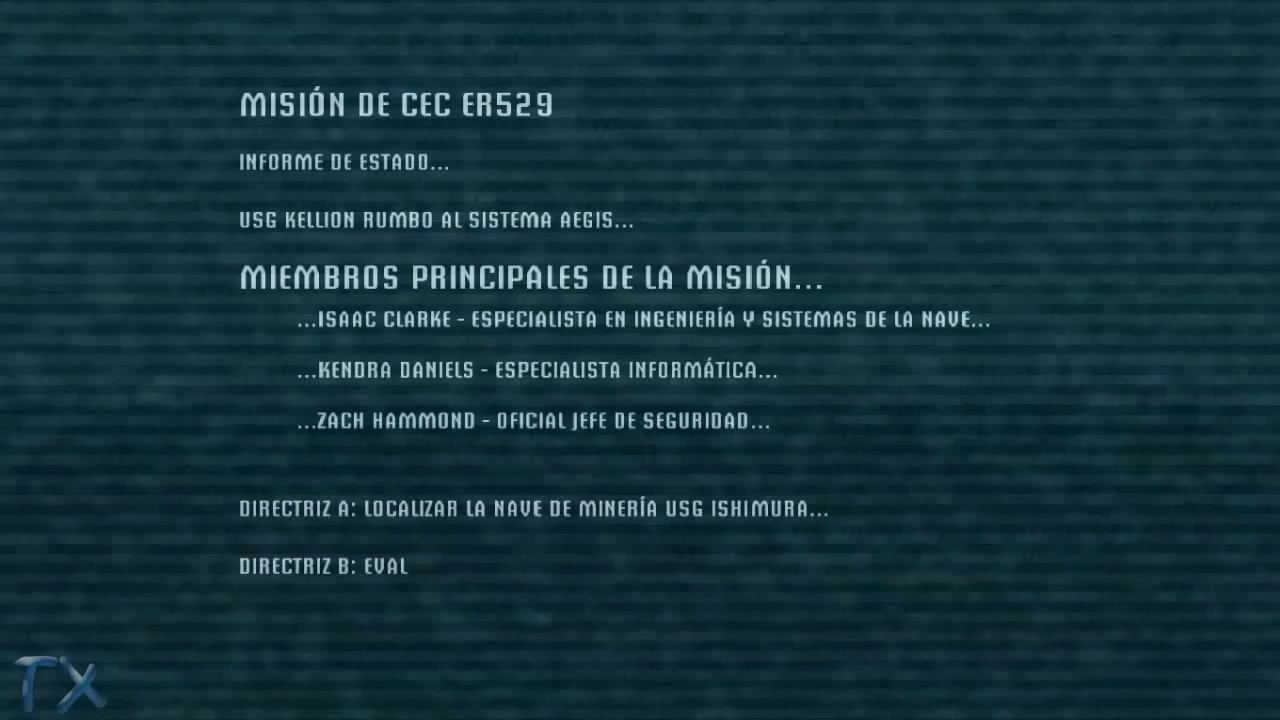 MISIÓN DE CEC ER529
INFORME DE ESTADO...
USG KELLION RUMBO AL SISTEMA AEGIS...
MIEMBROS PRINCIPALES DE LA MISIÓN...
...ISAAC CLARKE - ESPECIALISTA EN INGENIERÍA Y SISTEMAS DE LA NAVE...
...KENDRA DANIELS - ESPECIALISTA INFORMÁTICA...
...ZACH HAMMOND - OFICIAL JEFE DE SEGURIDAD...
DIRECTRIZ A: LOCALIZAR LA NAVE DE MINERÍA USG ISHIMURA...
DIRECTRIZ B: EVAL
TX